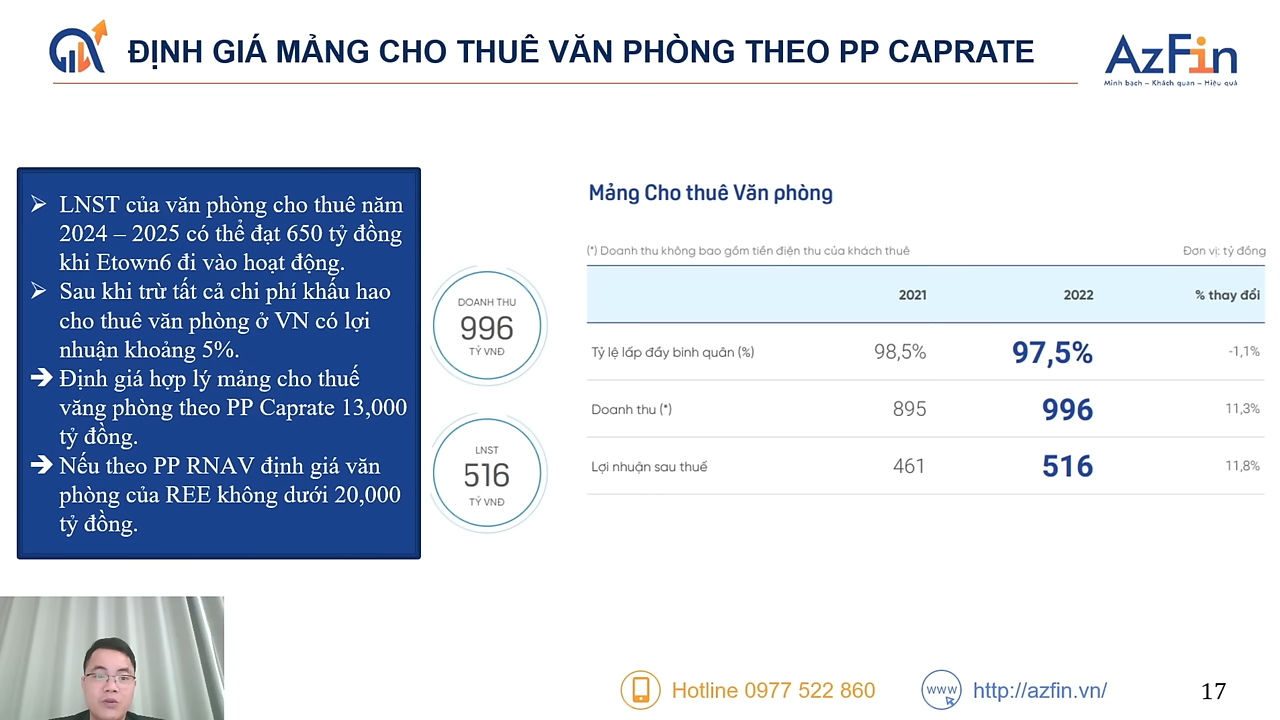 ĐỊNH GIÁ MẢNG CHO THUÊ VĂN PHÒNG THEO PP CAPRATE
AzFin
Minh bạch – Khách quan – Hiệu quả
LNST của văn phòng cho thuê năm
2024 – 2025 có thể đạt 650 tỷ đồng
khi Etown6 đi vào hoạt động.
Sau khi trừ tất cả chi phí khấu hao
cho thuê văn phòng ở VN có lợi
nhuận khoảng 5%.
Định giá hợp lý mảng cho thuế
văng phòng theo PP Caprate 13,000
tỷ đồng.
Nếu theo PP RNAV định giá văn
phòng của REE không dưới 20,000
tỷ đồng.
DOANH THU
996
TỶ VNĐ
LNST
516
TỶ VNĐ
Mảng Cho thuê Văn phòng
(*) Doanh thu không bao gồm tiền điện thu của khách thuê Đơn vị: tỷ đồng
2021 2022 % thay đổi
Tỷ lệ lấp đầy bình quân (%) 98,5% 97,5% -1,1%
Doanh thu (*) 895 996 11,3%
Lợi nhuận sau thuế 461 516 11,8%
Hotline 0977 522 860
www
http://azfin.vn/
17